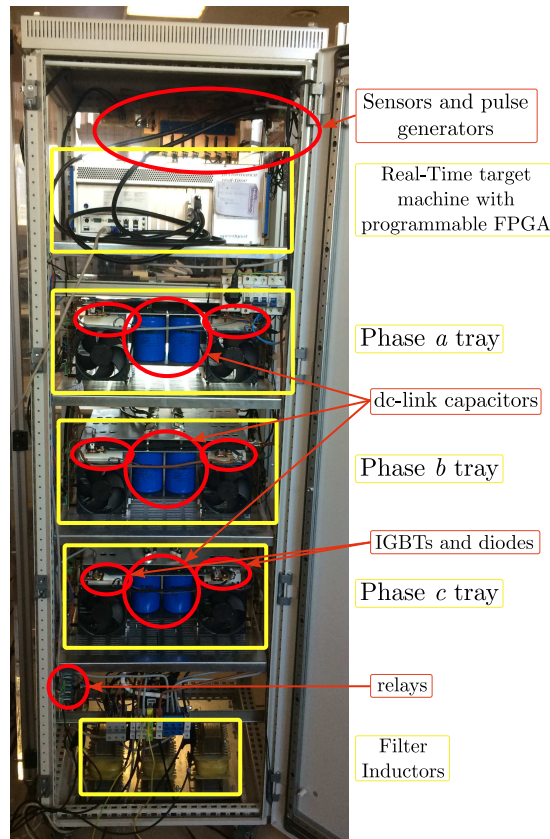 Sensors and pulse
generators
Real-Time target
machine with
programmable FPGA
Phase a tray
dc-link capacitors
Phase b tray
IGBTs and diodes
Phase c tray
relays
Filter
Inductors